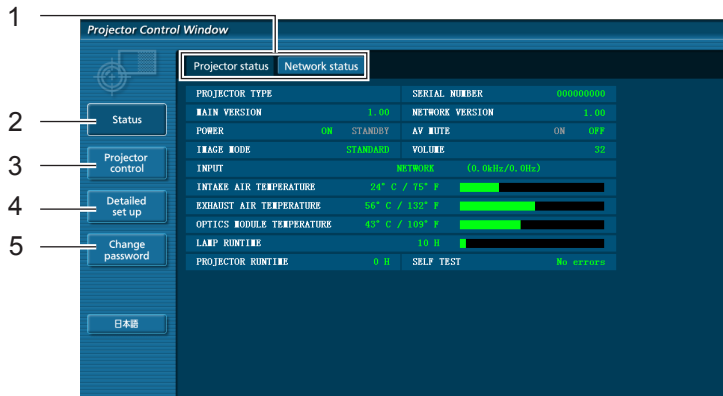 1
Projector Control Window
Projector status Network status
PROJECTOR TYPE SERIAL NUMBER 000000000
MAIN VERSION 1.00 NETWORK VERSION 1.00
2 Status
POWER ON STANDBY AV MUTE ON OFF
IMAGE MODE STANDARD VOLUME 32
3 Projector
control
INPUT NETWORK (0.0kHz/0.0Hz)
INTAKE AIR TEMPERATURE 24° C / 75° F
4 Detailed
set up
EXHAUST AIR TEMPERATURE 56° C / 132° F
OPTICS MODULE TEMPERATURE 43° C / 109° F
5 Change
password
LAMP RUNTIME 10 H
PROJECTOR RUNTIME 0 H SELF TEST No errors
日本語